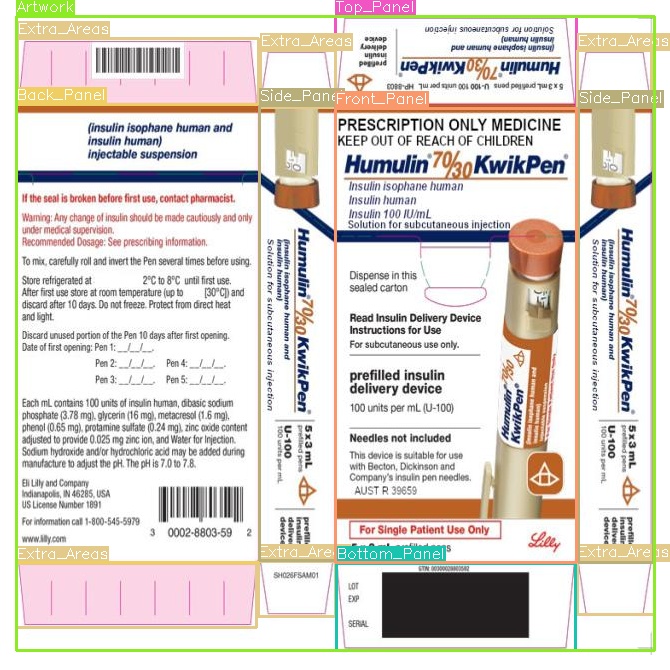 Artwork
Extra_Areas
Top_Panel
Extra_Areas
Extra_Areas
5 x 3 mL prefilled pens U-100 100 units per mL HP-8803
Humulin® 70/30 KwikPen®
(insulin isophane human and
insulin human)
Solution for subcutaneous injection
prefilled
insulin
delivery
device
Back_Panel
(insulin isophane human and
insulin human)
injectable suspension
If the seal is broken before first use, contact pharmacist.
Warning: Any change of insulin should be made cautiously and only
under medical supervision.
Recommended Dosage: See prescribing information.
To mix, carefully roll and invert the Pen several times before using.
Store refrigerated at 2°C to 8°C until first use.
After first use store at room temperature (up to [30°C]) and
discard after 10 days. Do not freeze. Protect from direct heat
and light.
Discard unused portion of the Pen 10 days after first opening.
Date of first opening: Pen 1: __/__/__.
Pen 2: __/__/__. Pen 4: __/__/__.
Pen 3: __/__/__. Pen 5: __/__/__.
Each mL contains 100 units of insulin human, dibasic sodium
phosphate (3.78 mg), glycerin (16 mg), metacresol (1.6 mg),
phenol (0.65 mg), protamine sulfate (0.24 mg), zinc oxide content
adjusted to provide 0.025 mg zinc ion, and Water for Injection.
Sodium hydroxide and/or hydrochloric acid may be added during
manufacture to adjust the pH. The pH is 7.0 to 7.8.
Eli Lilly and Company
Indianapolis, IN 46285, USA
US License Number 1891
For information call 1-800-545-5979
www.lilly.com
3 0002-8803-59 2
Side_Panel
Humulin® 70/30 KwikPen®
(insulin isophane human and
insulin human)
Solution for subcutaneous injection
5 x 3 mL
prefilled pens
U-100
100 units per mL
prefilled
insulin
delivery
device
Front_Panel
PRESCRIPTION ONLY MEDICINE
KEEP OUT OF REACH OF CHILDREN
Humulin® 70/30 KwikPen®
Insulin isophane human
Insulin human
Insulin 100 IU/mL
Solution for subcutaneous injection
Dispense in this
sealed carton
Read Insulin Delivery Device
Instructions for Use
For subcutaneous use only.
prefilled insulin
delivery device
100 units per mL (U-100)
Needles not included
This device is suitable for use
with Becton, Dickinson and
Company's insulin pen needles.
AUST R 39659
For Single Patient Use Only
Humulin® 70/30
KwikPen®
Lilly
Side_Panel
Humulin® 70/30 KwikPen®
(insulin isophane human and
insulin human)
Solution for subcutaneous injection
5 x 3 mL
prefilled pens
U-100
100 units per mL
Extra_Areas
Extra_Areas
SH026FSAM01
Bottom_Panel
LOT
EXP
SERIAL
Extra_Areas